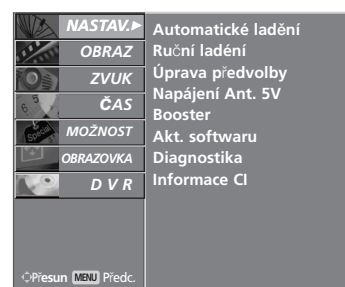 NASTAV.
OBRAZ
ZVUK
ČAS
MOŽNOST
OBRAZOVKA
D V R
Přesun MENU Předc.
Automatické ladění
Ruční ladéní
Úprava předvolby
Napájení Ant. 5V
Booster
Akt. softwaru
Diagnostika
Informace CI